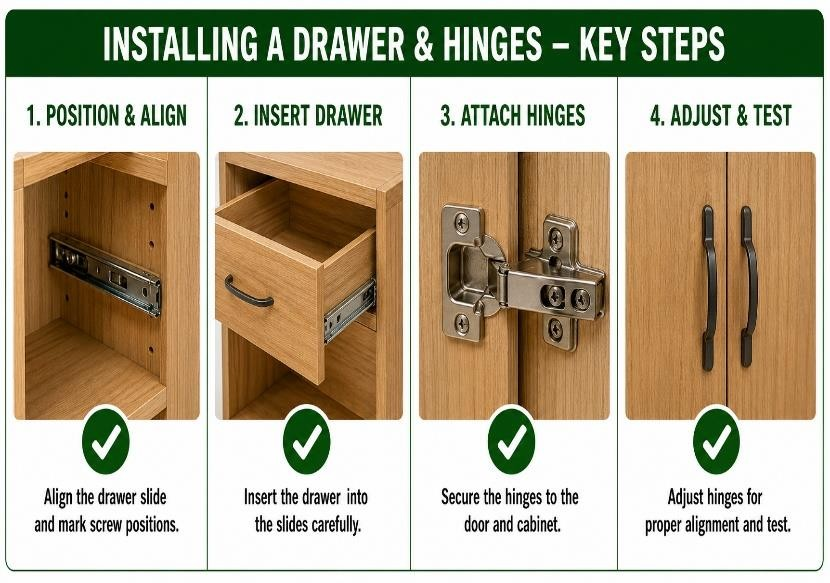 INSTALLING A DRAWER & HINGES – KEY STEPS
1. POSITION & ALIGN
Align the drawer slide
and mark screw positions.
2. INSERT DRAWER
Insert the drawer into
the slides carefully.
3. ATTACH HINGES
Secure the hinges to the
door and cabinet.
4. ADJUST & TEST
Adjust hinges for
proper alignment and test.